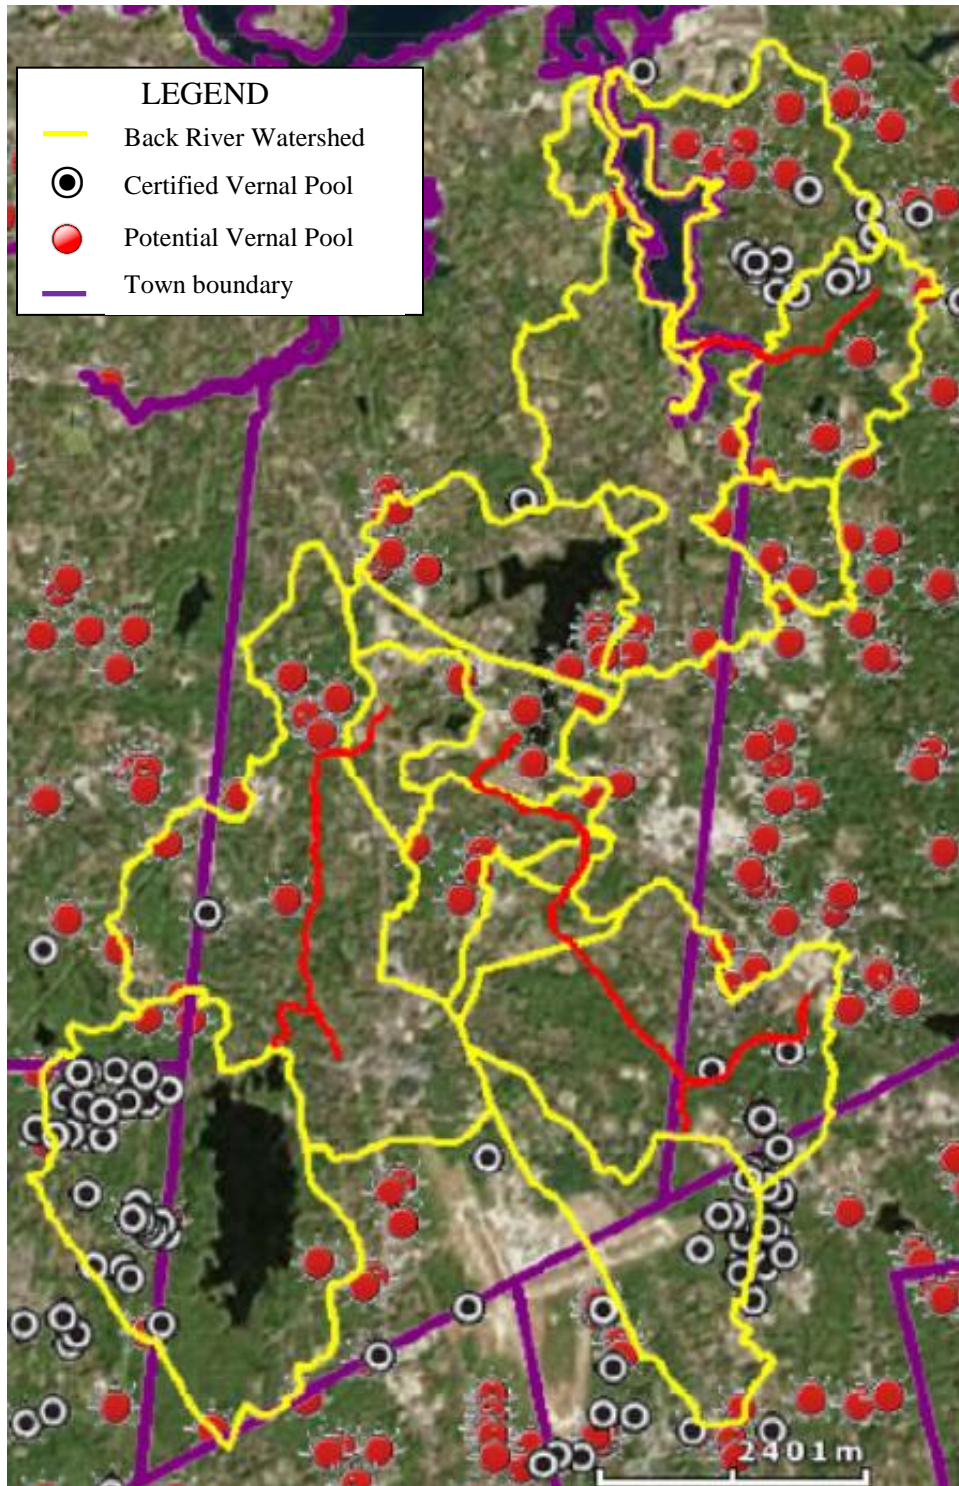 LEGEND
Back River Watershed
Certified Vernal Pool
Potential Vernal Pool
Town boundary
2401m